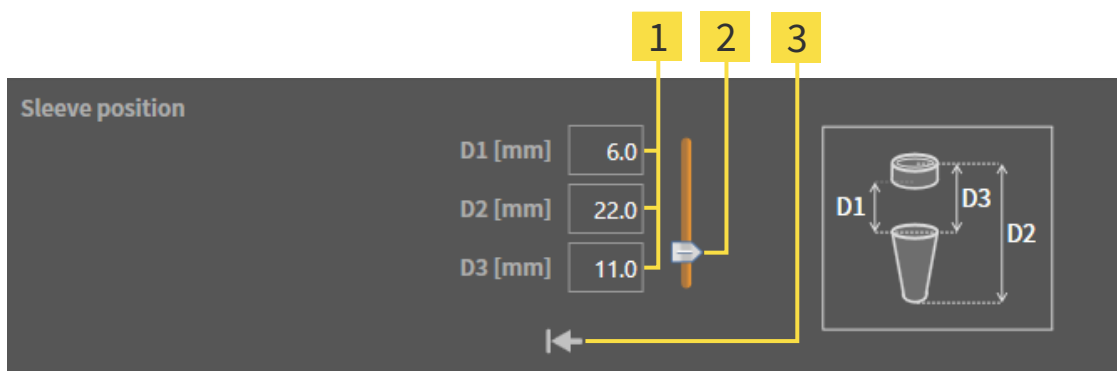 1 2 3
Sleeve position
D1 [mm] 6.0
D2 [mm] 22.0
D3 [mm] 11.0
D1
D3
D2